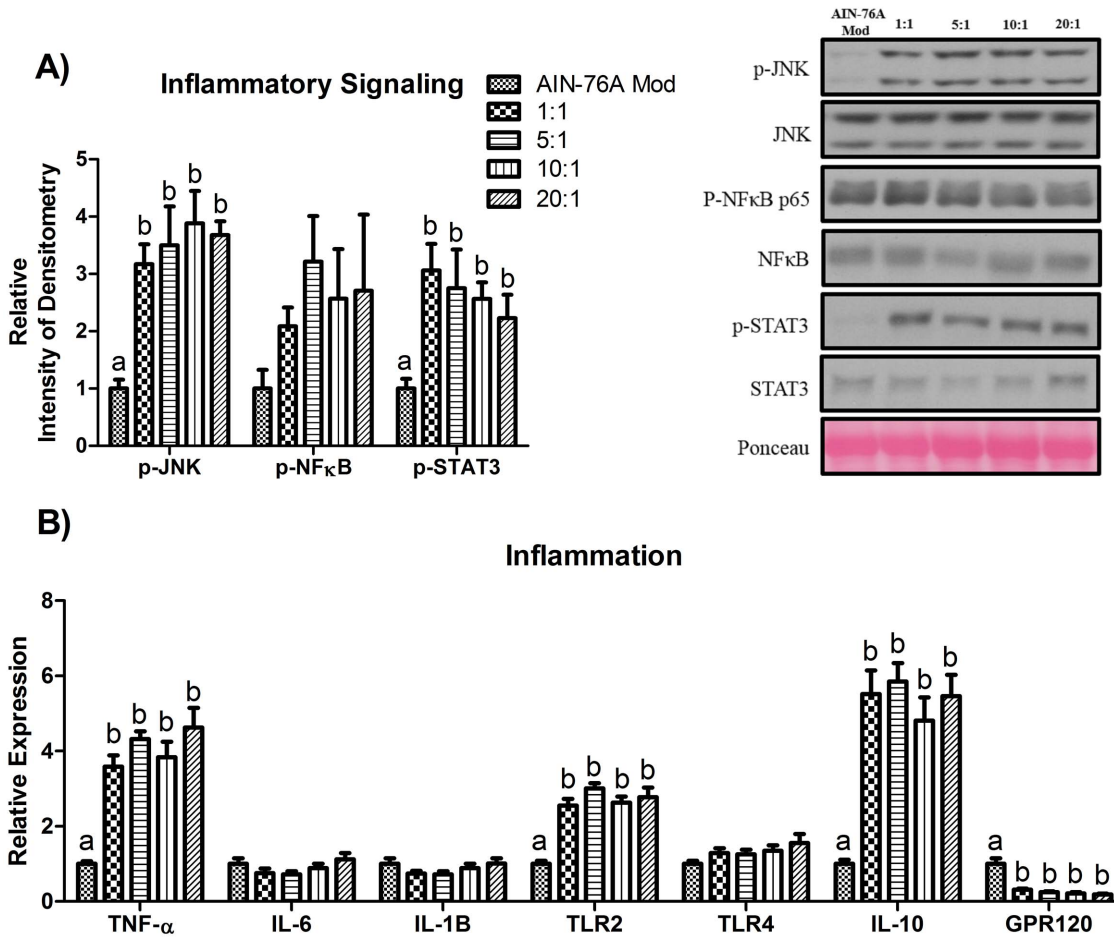 A)
Inflammatory Signaling
AIN-76A Mod
1:1
5:1
10:1
20:1
Relative
Intensity of Densitometry
5
4
3
2
1
0
a b b b b
a b b b b
p-JNK p-NFκB p-STAT3
AIN-76A
Mod 1:1 5:1 10:1 20:1
p-JNK
JNK
P-NFκB p65
NFκB
p-STAT3
STAT3
Ponceau
B)
Inflammation
Relative Expression
8
6
4
2
0
a b b b b
a b b b b
a b b b b
a b b b b
TNF-α IL-6 IL-1B TLR2 TLR4 IL-10 GPR120